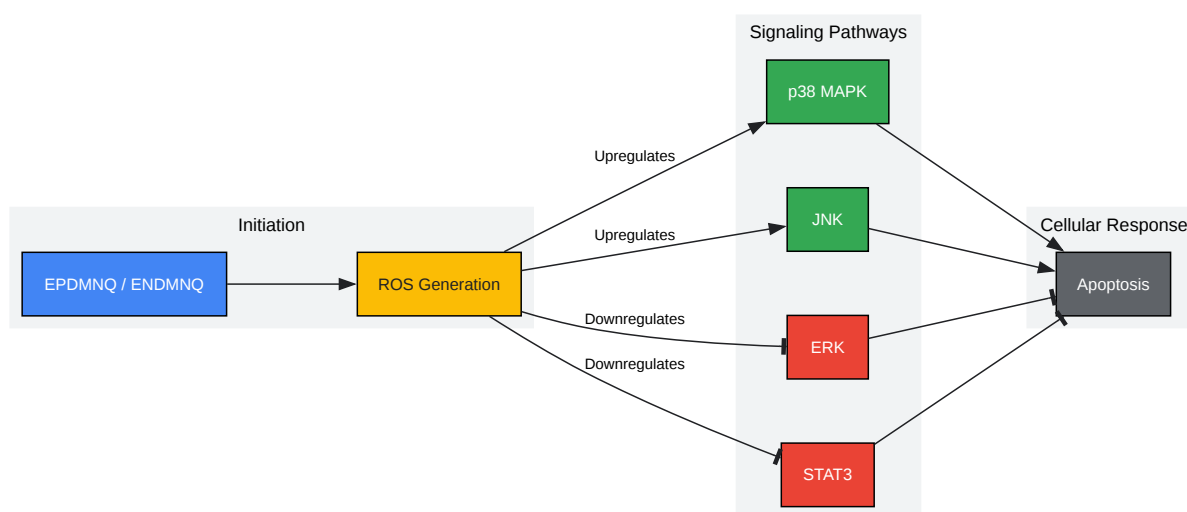 Signaling Pathways
p38 MAPK
Upregulates
JNK
Upregulates
Initiation
EPDMNQ / ENDMNQ
ROS Generation
Cellular Response
Apoptosis
Downregulates
ERK
Downregulates
STAT3